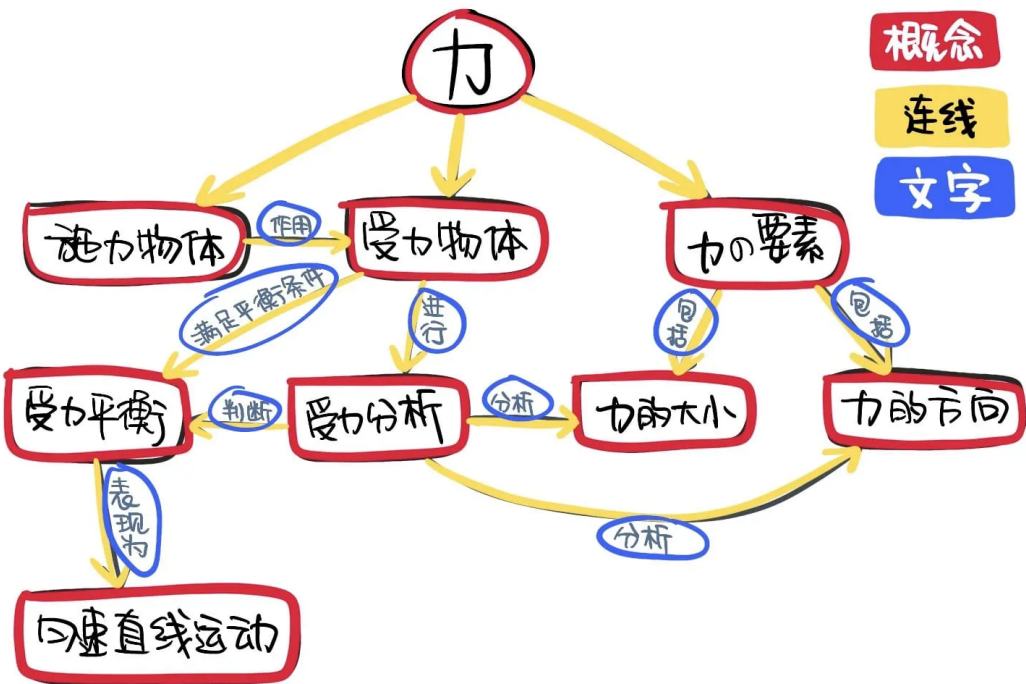 力
概念
连线
文字
施力物体
作用
受力物体
力の要素
满足平衡条件
进行
包括
包括
受力平衡
判断
受力分析
分析
力的大小
力的方向
表现为
分析
匀速直线运动